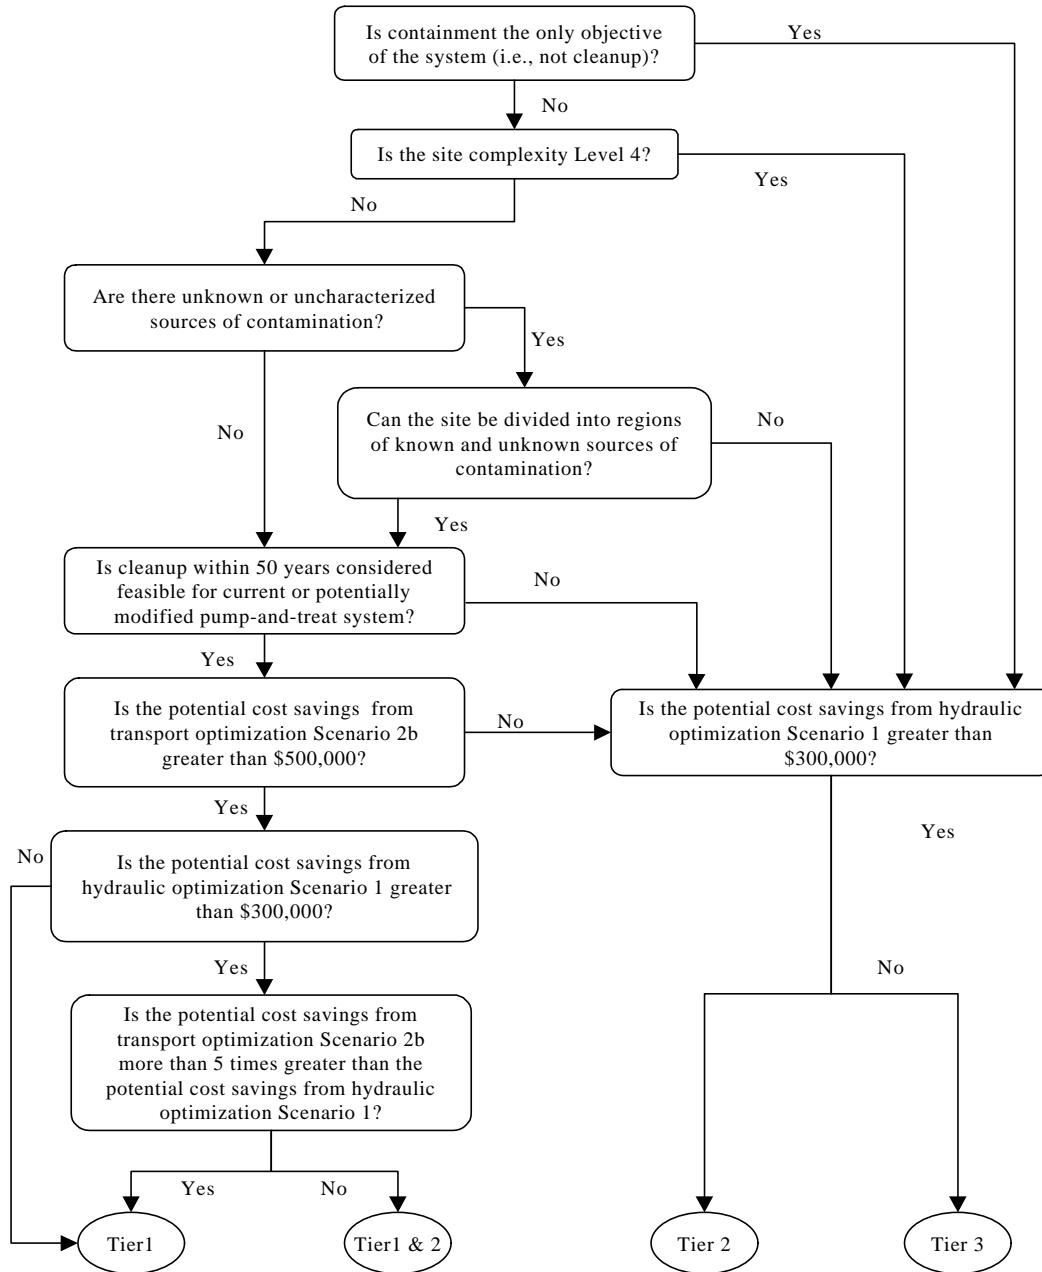 Is containment the only objective
of the system (i.e., not cleanup)?
Yes
No
Is the site complexity Level 4?
Yes
No
Are there unknown or uncharacterized
sources of contamination?
Yes
No
Can the site be divided into regions
of known and unknown sources of
contamination?
No
Yes
Is cleanup within 50 years considered
feasible for current or potentially
modified pump-and-treat system?
No
Yes
Is the potential cost savings from
transport optimization Scenario 2b
greater than $500,000?
No
Is the potential cost savings from hydraulic
optimization Scenario 1 greater than
$300,000?
Yes
Yes
No
Is the potential cost savings from
hydraulic optimization Scenario 1 greater
than $300,000?
Yes
No
Is the potential cost savings from
transport optimization Scenario 2b
more than 5 times greater than the
potential cost savings from hydraulic
optimization Scenario 1?
Yes
No
Tier1
Tier1 & 2
Tier 2
Tier 3